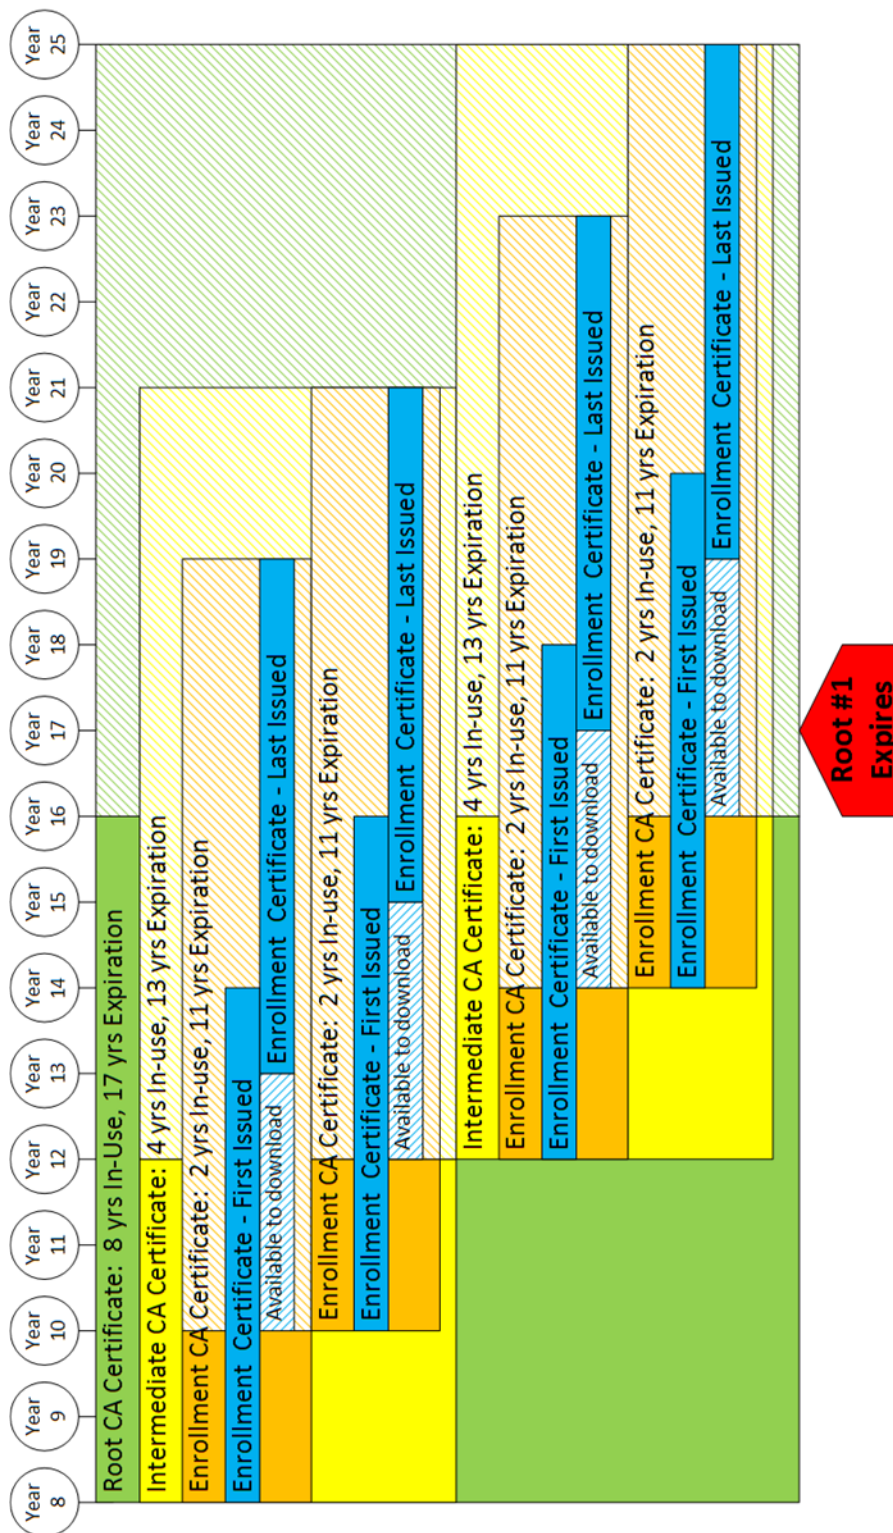 Year 8
Year 9
Year 10
Year 11
Year 12
Year 13
Year 14
Year 15
Year 16
Year 17
Year 18
Year 19
Year 20
Year 21
Year 22
Year 23
Year 24
Year 25
Root CA Certificate: 8 yrs In-Use, 17 yrs Expiration
Intermediate CA Certificate: 4 yrs In-use, 13 yrs Expiration
Enrollment CA Certificate: 2 yrs In-use, 11 yrs Expiration
Enrollment Certificate - First Issued
Available to download
Enrollment Certificate - Last Issued
Enrollment CA Certificate: 2 yrs In-use, 11 yrs Expiration
Enrollment Certificate - First Issued
Available to download
Enrollment Certificate - Last Issued
Intermediate CA Certificate: 4 yrs In-use, 13 yrs Expiration
Enrollment CA Certificate: 2 yrs In-use, 11 yrs Expiration
Enrollment Certificate - First Issued
Available to download
Enrollment Certificate - Last Issued
Enrollment CA Certificate: 2 yrs In-use, 11 yrs Expiration
Enrollment Certificate - First Issued
Available to download
Enrollment Certificate - Last Issued
Root #1
Expires